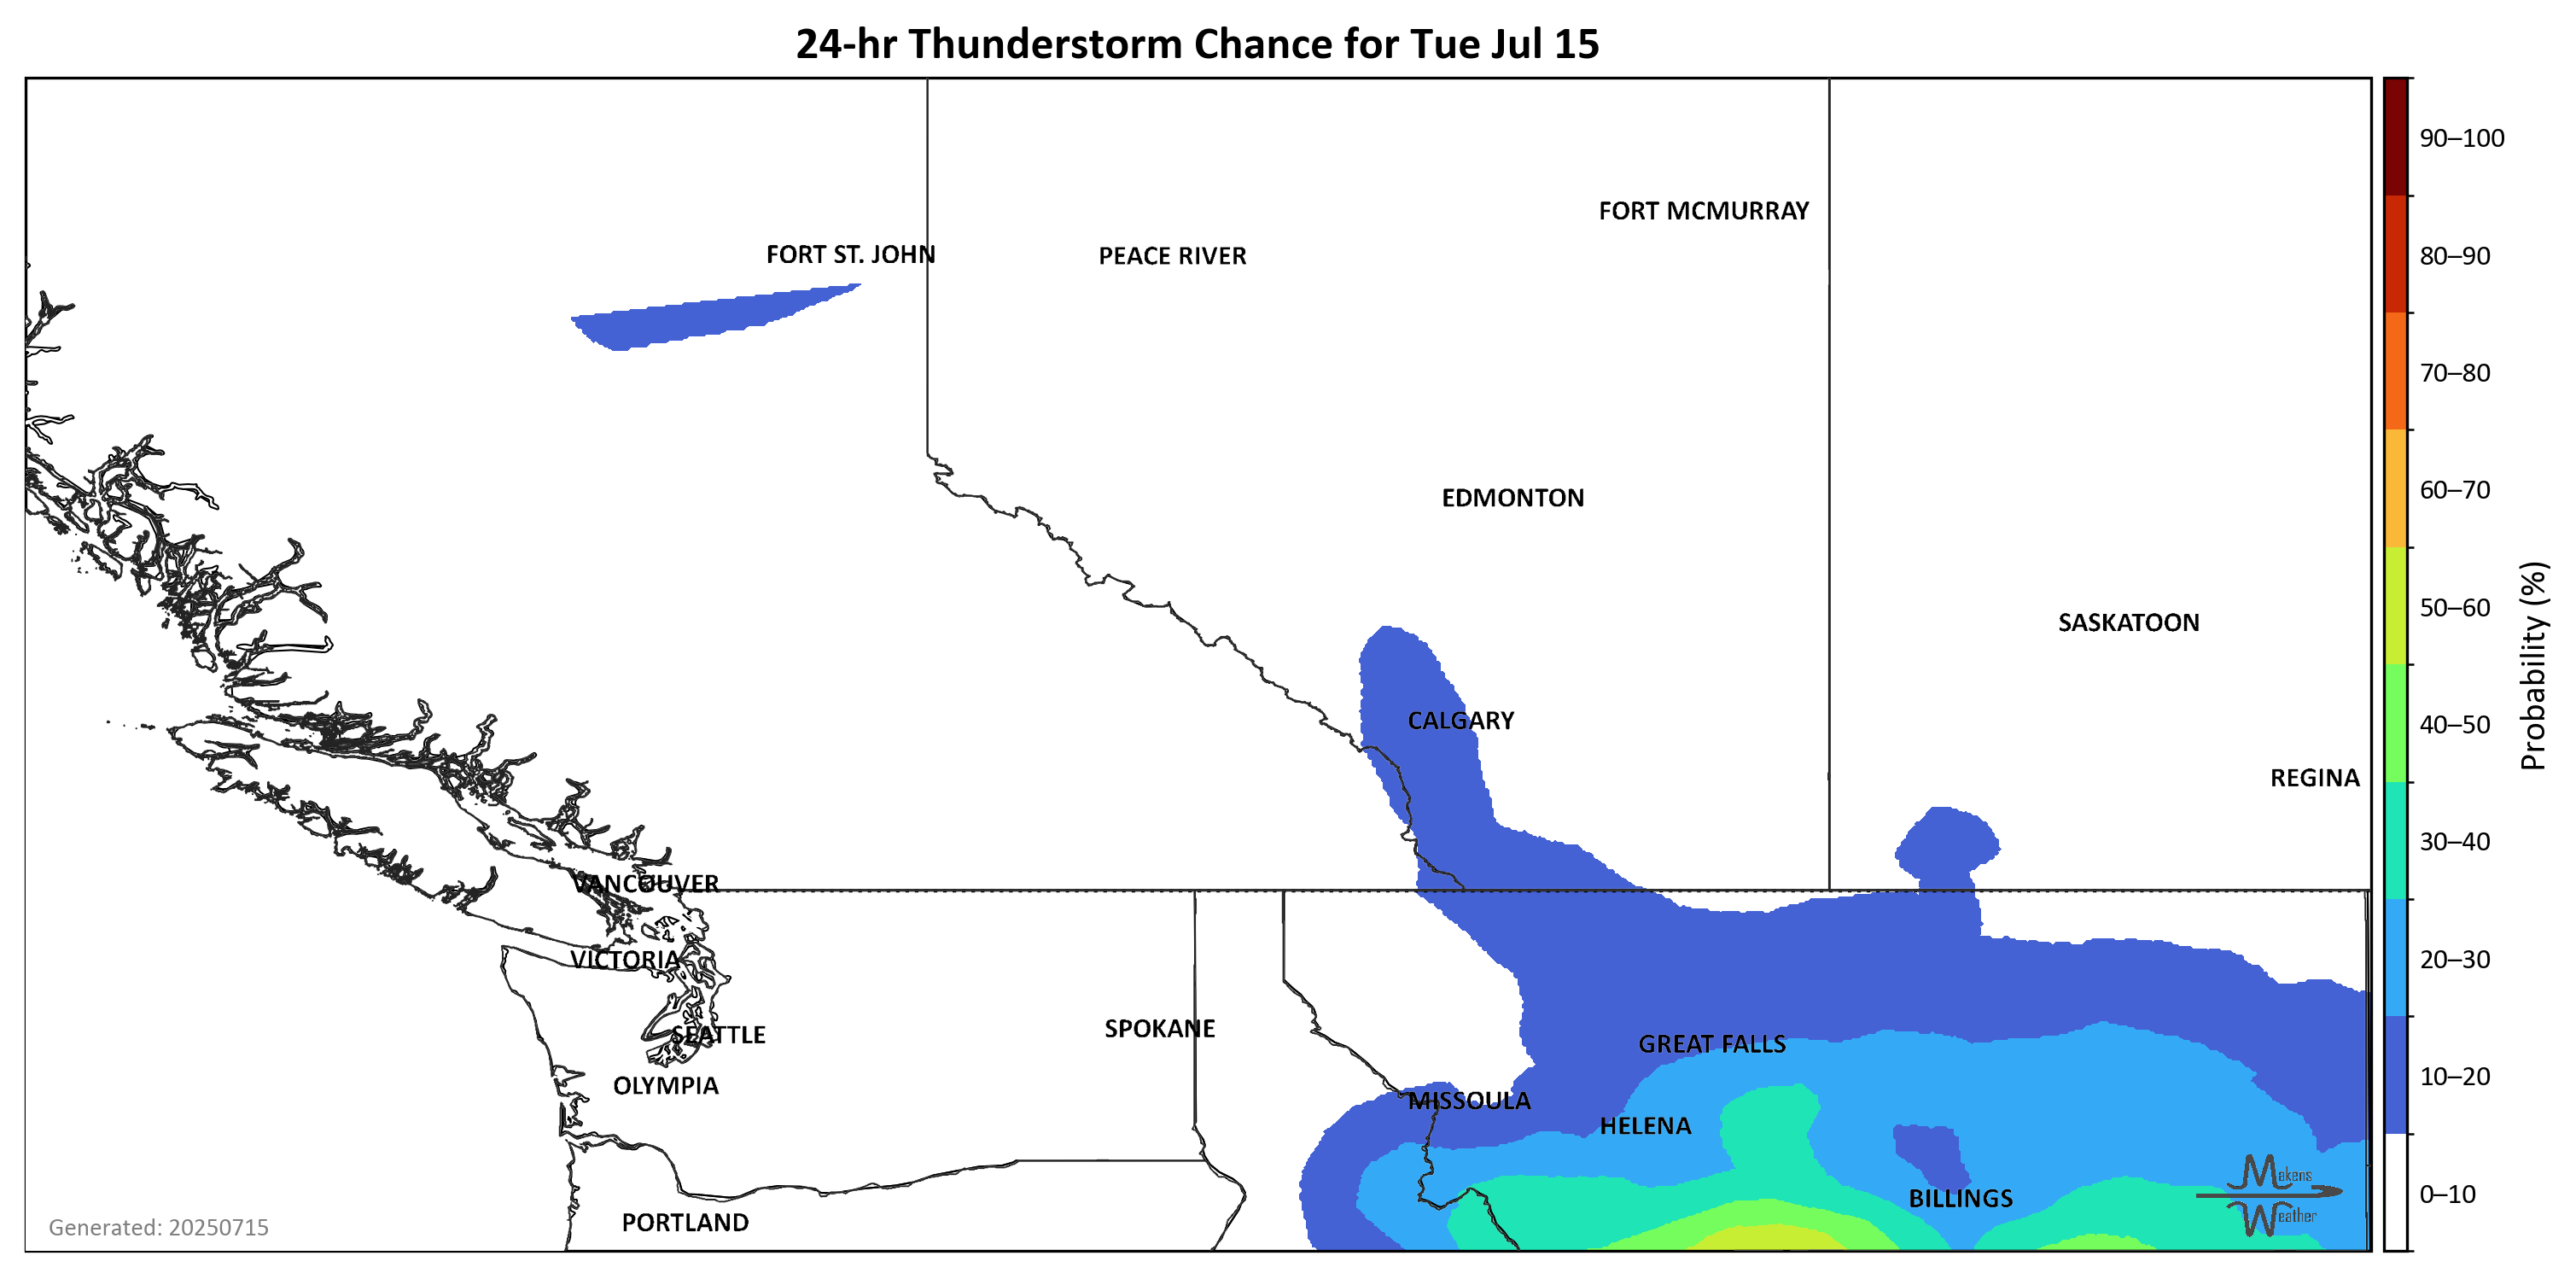 24-hr Thunderstorm Chance for Tue Jul 15
90–100
FORT MCMURRAY
FORT ST. JOHN
PEACE RIVER
80–90
70–80
EDMONTON
60–70
SASKATOON
50–60
Probability (%)
CALGARY
40–50
REGINA
30–40
VANCOUVER
VICTORIA
20–30
SPOKANE
SEATTLE
GREAT FALLS
OLYMPIA
10–20
MISSOULA
HELENA
Makens
Weather
BILLINGS
0–10
PORTLAND
Generated: 20250715